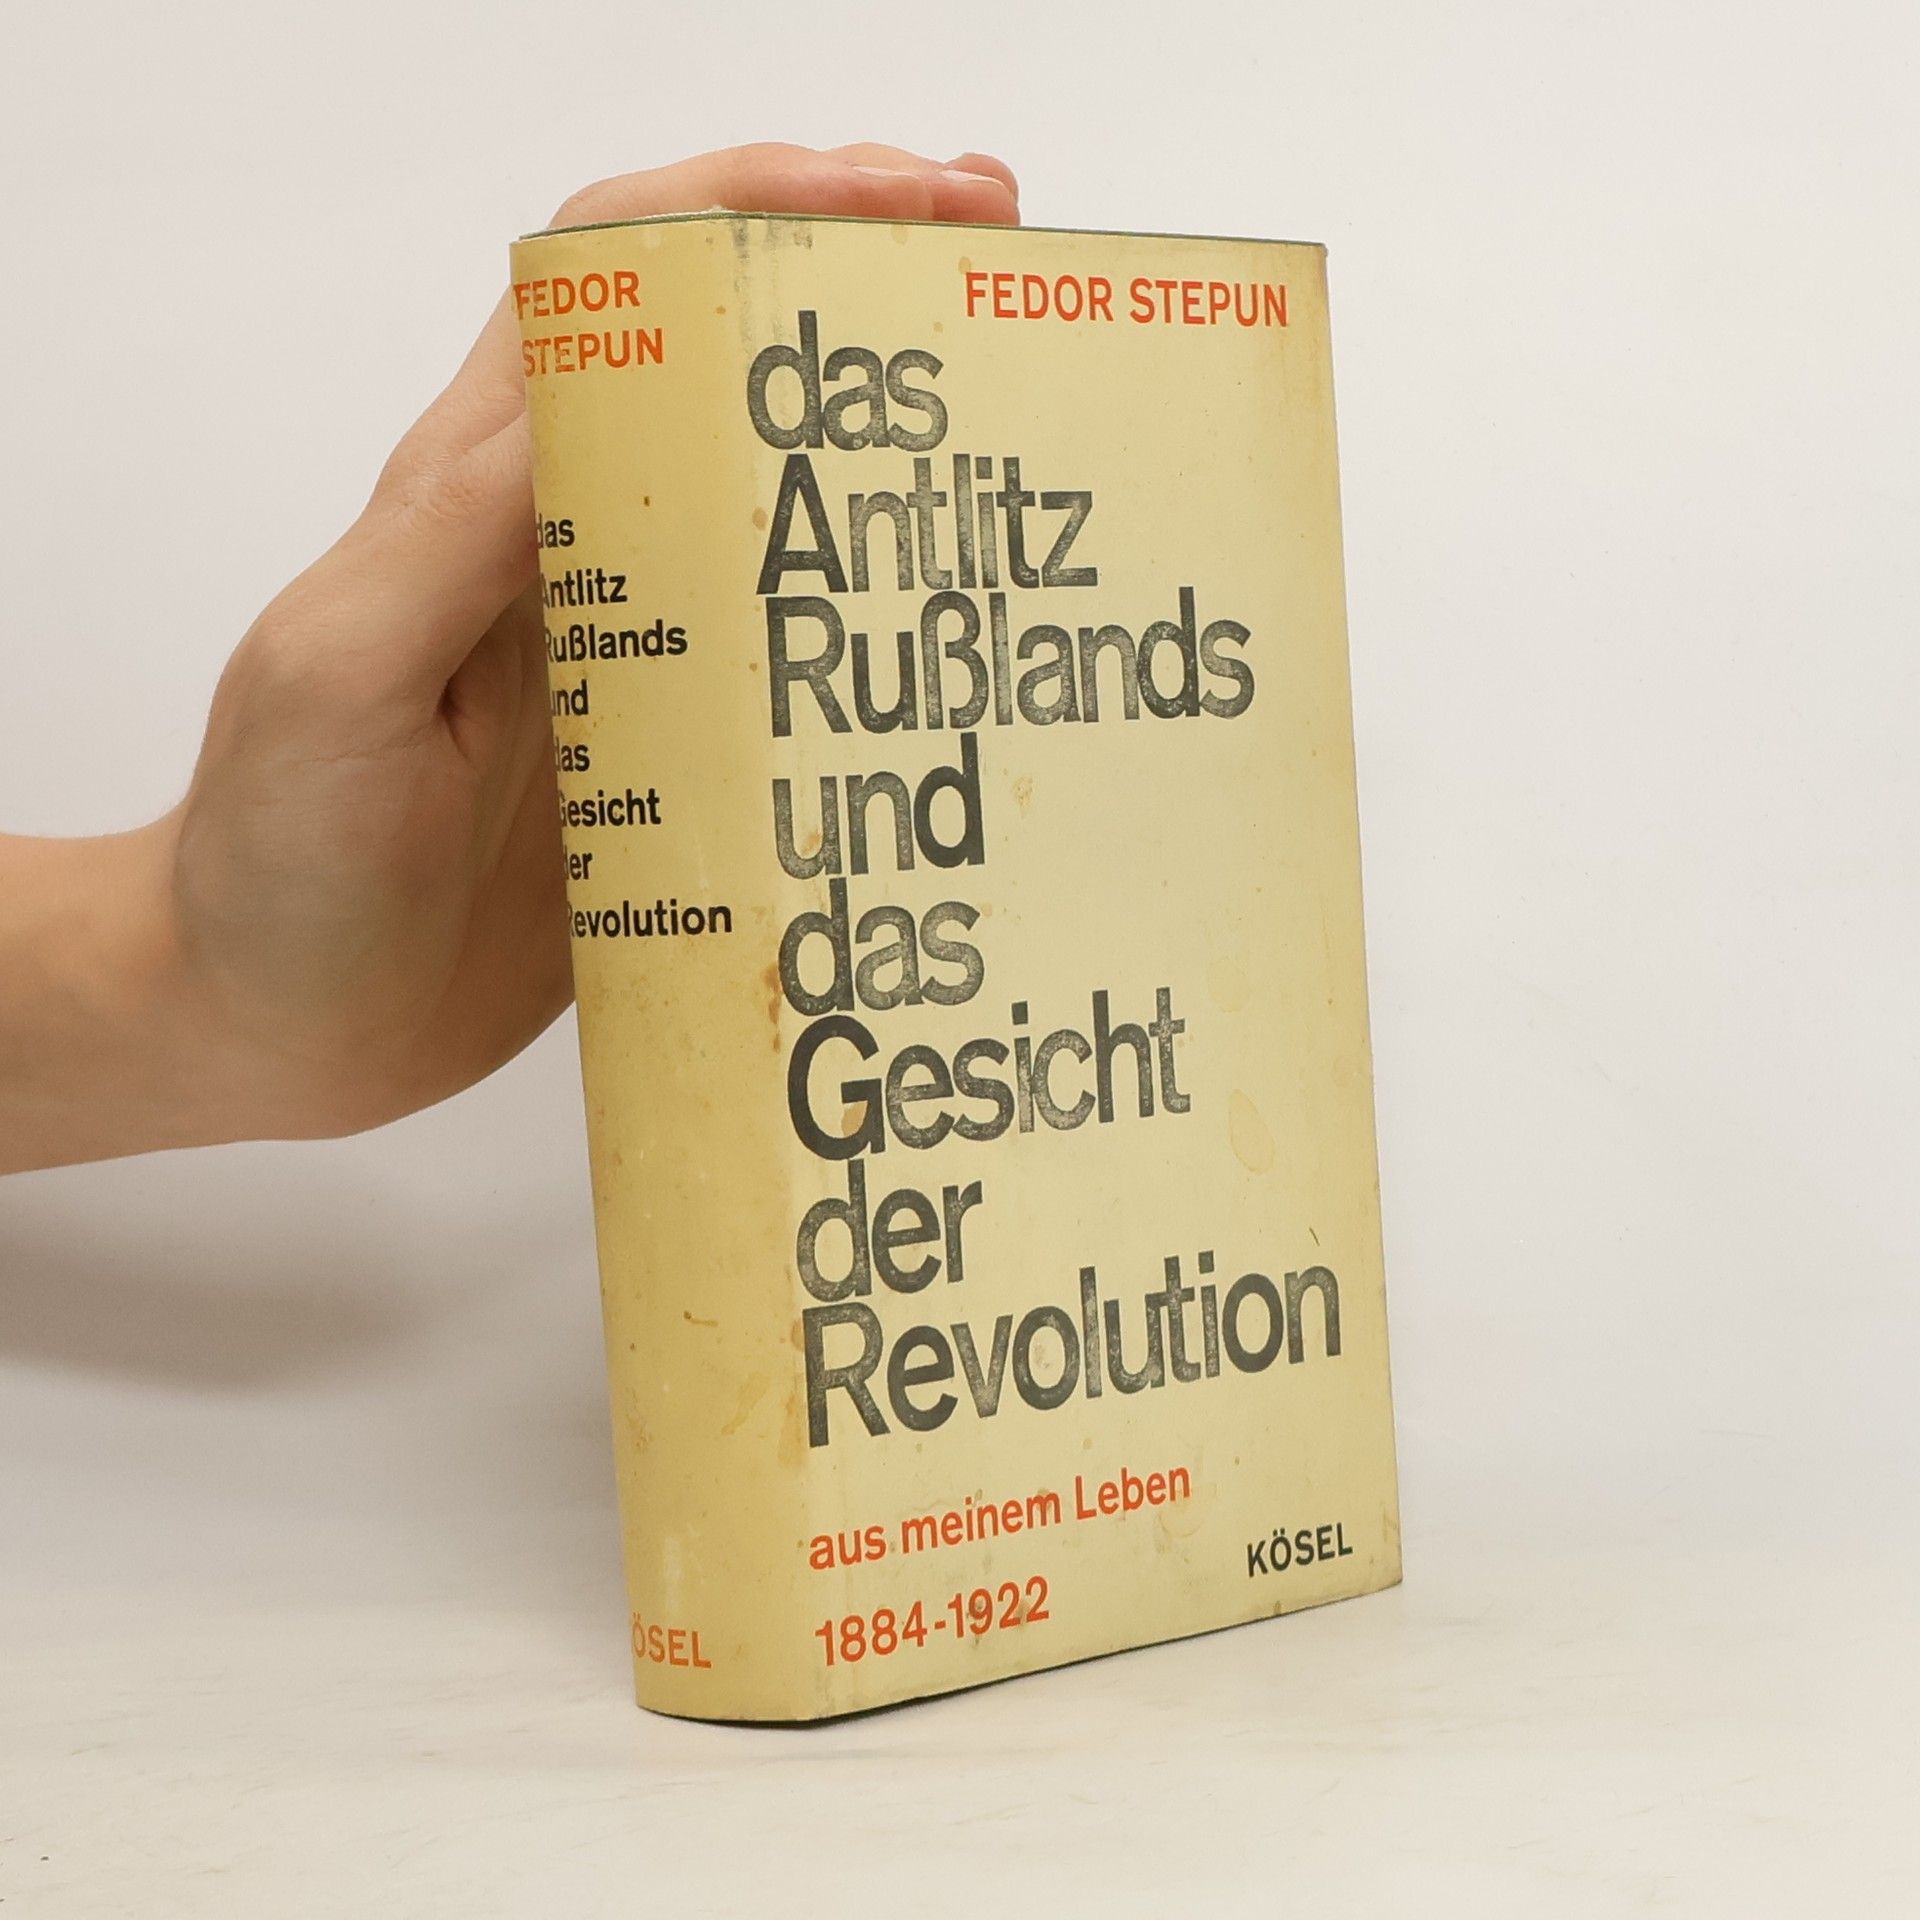 FEDOR
STEPUN
das
Antlitz
Rußlands
und
das
Gesicht
der
Revolution
KÖSEL
FEDOR STEPUN
das
Antlitz
Rußlands
und
das
Gesicht
der
Revolution
aus meinem Leben
1884-1922
KÖSEL